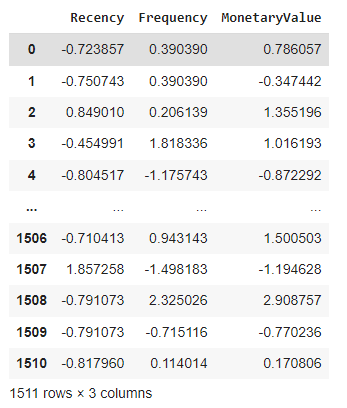 Recency Frequency MonetaryValue
0 -0.723857 0.390390 0.786057
1 -0.750743 0.390390 -0.347442
2 0.849010 0.206139 1.355196
3 -0.454991 1.818336 1.016193
4 -0.804517 -1.175743 -0.872292
... ... ... ...
1506 -0.710413 0.943143 1.500503
1507 1.857258 -1.498183 -1.194628
1508 -0.791073 2.325026 2.908757
1509 -0.791073 -0.715116 -0.770236
1510 -0.817960 0.114014 0.170806
1511 rows × 3 columns